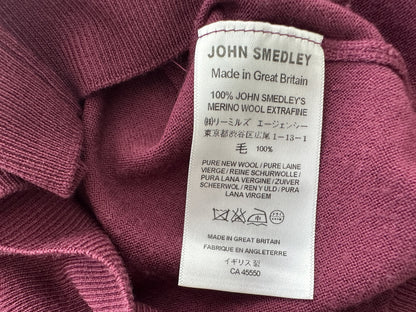 JOHN SMEDLEY
Made in Great Britain
100% JOHN SMEDLEY'S
MERINO WOOL EXTRAFINE
㈱リーミルズ エージェンシー
東京都渋谷区広尾1-13-1
毛 100%
PURE NEW WOOL / PURE LAINE
VIERGE / REINE SCHURWOLLE /
PURA LANA VERGINE / ZUIVER
SCHEERWOL / REN Y ULD / PURA
LANA VIRGEM
MADE IN GREAT BRITAIN
FABRIQUE EN ANGLETERRE
イギリス製
CA 45550